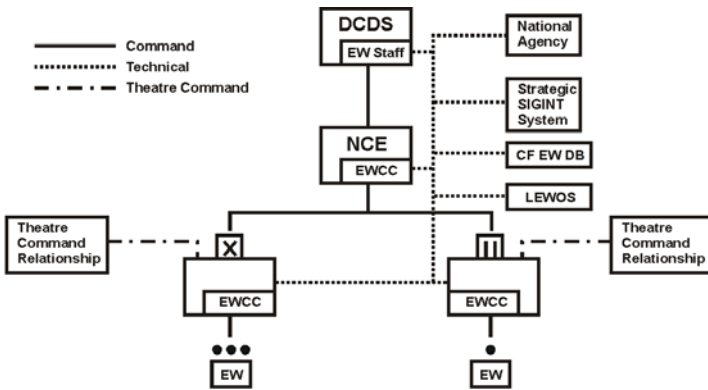 DCDS
EW Staff
Command
Technical
Theatre Command
National
Agency
Strategic
SIGINT
System
NCE
EWCC
CF EW DB
LEWOS
Theatre
Command
Relationship
X
II
Theatre
Command
Relationship
EWCC
EWCC
EW
EW